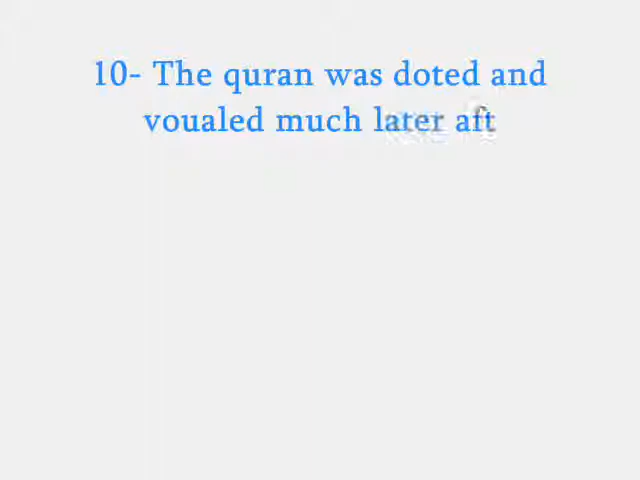 10- The quran was doted and
voualed much later aft